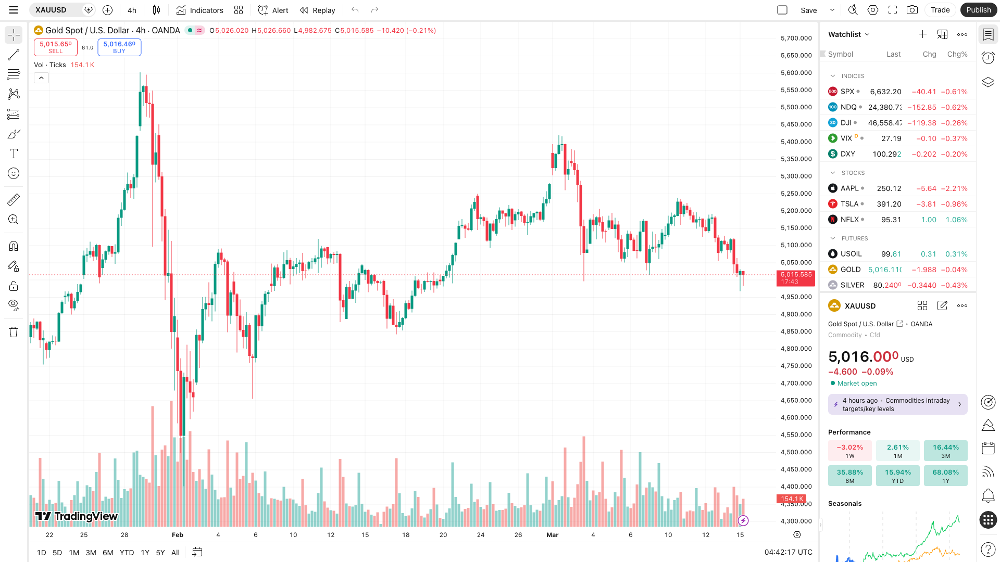 XAUUSD 4h Indicators Alert Replay Save Trade Publish
Gold Spot / U.S. Dollar · 4h · OANDA O5,026.020 H5,026.660 L4,982.675 C5,015.585 −10.420 (−0.21%)
5,015.650 SELL 81.0 5,016.460 BUY
Vol · Ticks 154.1 K
5,700.000
5,650.000
5,600.000
5,550.000
5,500.000
5,450.000
5,400.000
5,350.000
5,300.000
5,250.000
5,200.000
5,150.000
5,100.000
5,050.000
5,015.585
17:43
4,950.000
4,900.000
4,850.000
4,800.000
4,750.000
4,700.000
4,650.000
4,600.000
4,550.000
4,500.000
4,450.000
4,400.000
154.1 K
4,350.000
4,300.000
TradingView
22 25 28 Feb 4 6 10 12 15 18 20 24 26 Mar 4 6 10 12 15
1D 5D 1M 3M 6M YTD 1Y 5Y All
04:42:17 UTC
Watchlist
Symbol Last Chg Chg%
INDICES
500 SPX 6,632.20 −40.41 −0.61%
100 NDQ 24,380.73 −152.85 −0.62%
30 DJI 46,558.47 −119.38 −0.26%
VIX D 27.19 −0.10 −0.37%
$ DXY 100.292 −0.202 −0.20%
STOCKS
AAPL 250.12 −5.64 −2.21%
TSLA 391.20 −3.81 −0.96%
N NFLX 95.31 1.00 1.06%
FUTURES
USOIL 99.61 0.31 0.31%
GOLD 5,016.110 −1.988 −0.04%
SILVER 80.2400 −0.3440 −0.43%
XAUUSD
Gold Spot / U.S. Dollar • OANDA
Commodity • Cfd
5,016.000 USD
−4.600 −0.09%
Market open
4 hours ago • Commodities intraday
targets/key levels
Performance
−3.02% 2.61% 16.44%
1W 1M 3M
35.88% 15.94% 68.08%
6M YTD 1Y
Seasonals